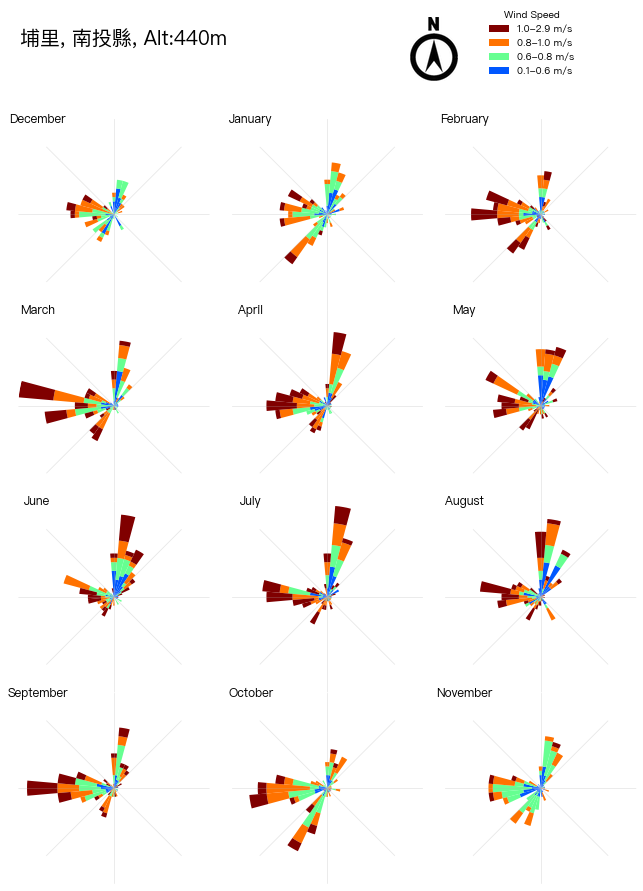 埔里, 南投縣, Alt:440m
N
Wind Speed
1.0–2.9 m/s
0.8–1.0 m/s
0.6–0.8 m/s
0.1–0.6 m/s
December
January
February
March
April
May
June
July
August
September
October
November